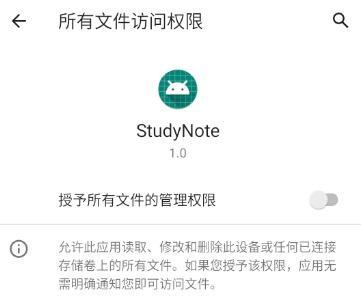 所有文件访问权限
StudyNote
1.0
授予所有文件的管理权限
允许此应用读取、修改和删除此设备或任何已连接
存储卷上的所有文件。如果您授予该权限，应用无
需明确通知您即可访问文件。